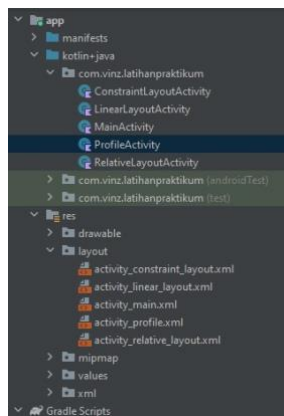 app
manifests
kotlin+java
com.vinz.latihanpraktikum
ConstraintLayoutActivity
LinearLayoutActivity
MainActivity
ProfileActivity
RelativeLayoutActivity
com.vinz.latihanpraktikum (androidTest)
com.vinz.latihanpraktikum (test)
res
drawable
layout
activity_constraint_layout.xml
activity_linear_layout.xml
activity_main.xml
activity_profile.xml
activity_relative_layout.xml
mipmap
values
xml
Gradle Scripts